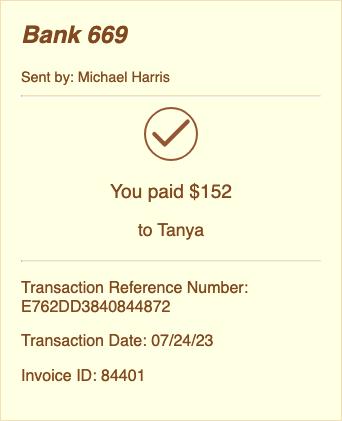 Bank 669
Sent by: Michael Harris
You paid $152
to Tanya
Transaction Reference Number:
E762DD3840844872
Transaction Date: 07/24/23
Invoice ID: 84401